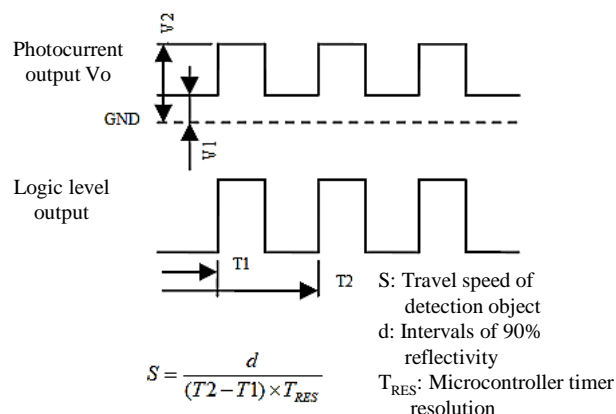 V2
Photocurrent
output Vo
GND
V1
Logic level
output
T1
T2
S: Travel speed of
detection object
d: Intervals of 90%
reflectivity
T_RES: Microcontroller timer
resolution
S = d / ((T2 − T1) × T_RES)